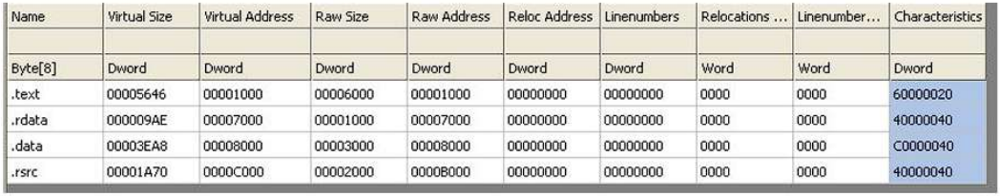 Name Virtual Size Virtual Address Raw Size Raw Address Reloc Address Linenumbers Relocations ... Linenumber... Characteristics
Byte[8] Dword Dword Dword Dword Dword Dword Word Word Dword
.text 00005646 00001000 00006000 00001000 00000000 00000000 0000 0000 60000020
.rdata 000009AE 00007000 00001000 00007000 00000000 00000000 0000 0000 40000040
.data 00003EA8 00008000 00003000 00008000 00000000 00000000 0000 0000 C0000040
.rsrc 00001A70 0000C000 00002000 0000B000 00000000 00000000 0000 0000 40000040